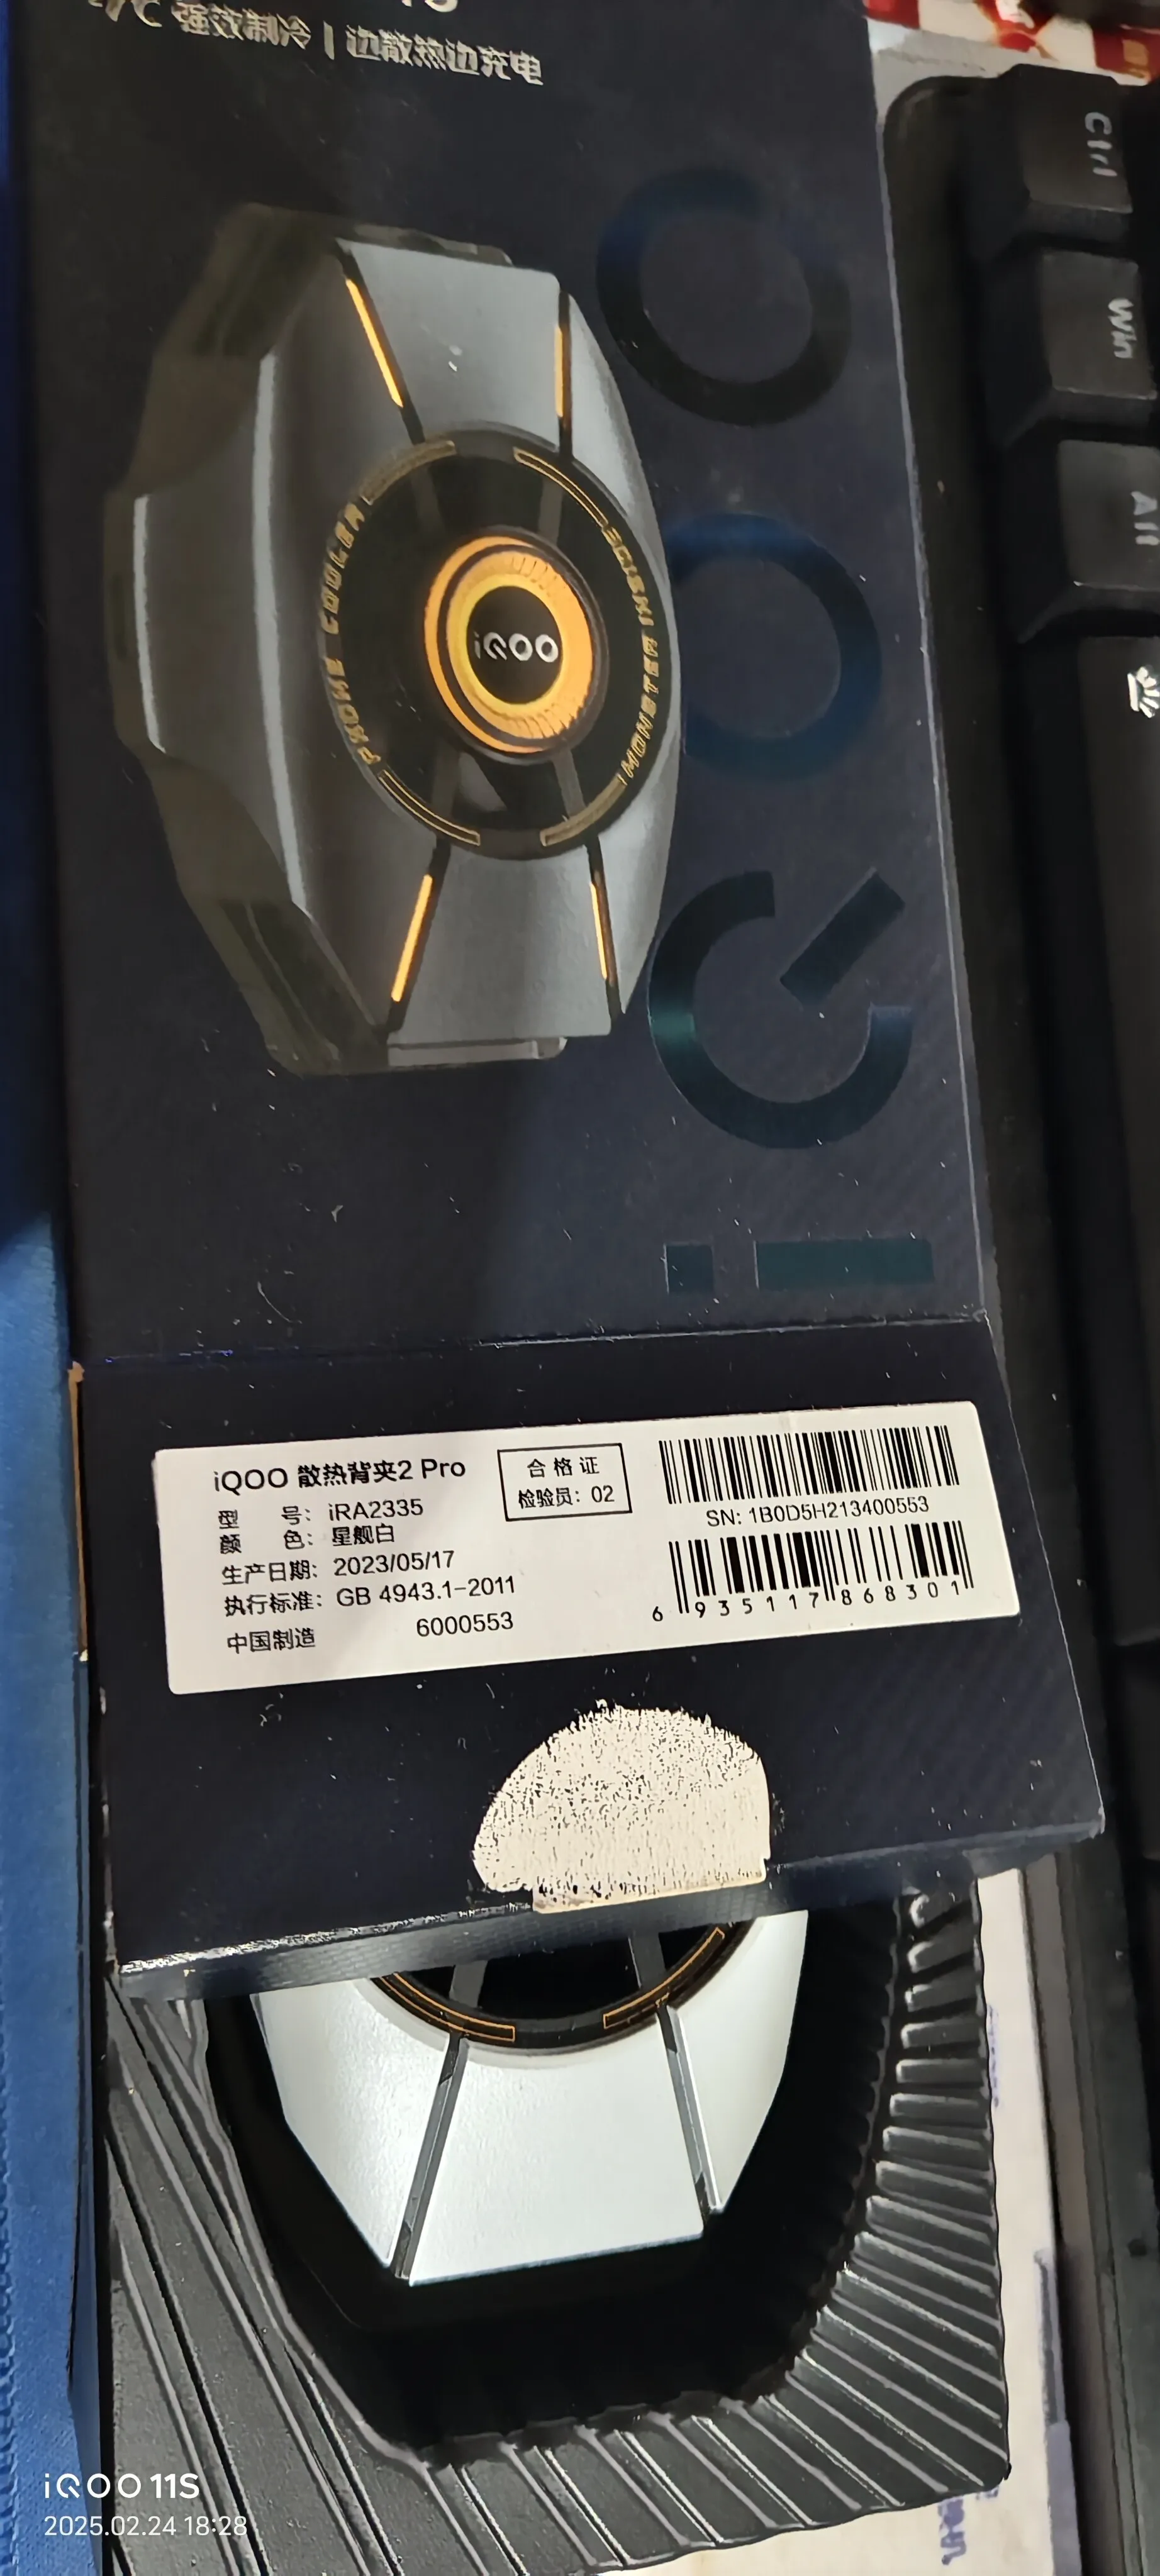 强效制冷 | 边散热边充电
PHONE COOLER
MONSTER INSIDE
iQOO
iQOO
Ctrl
Win
Alt
iQOO 散热背夹2 Pro
型 号: iRA2335
颜 色: 星舰白
生产日期: 2023/05/17
执行标准: GB 4943.1-2011
中国制造 6000553
合格证
检验员: 02
SN: 1B0D5H213400553
6 935117 868301
iQOO 11S
2025.02.24 18:28